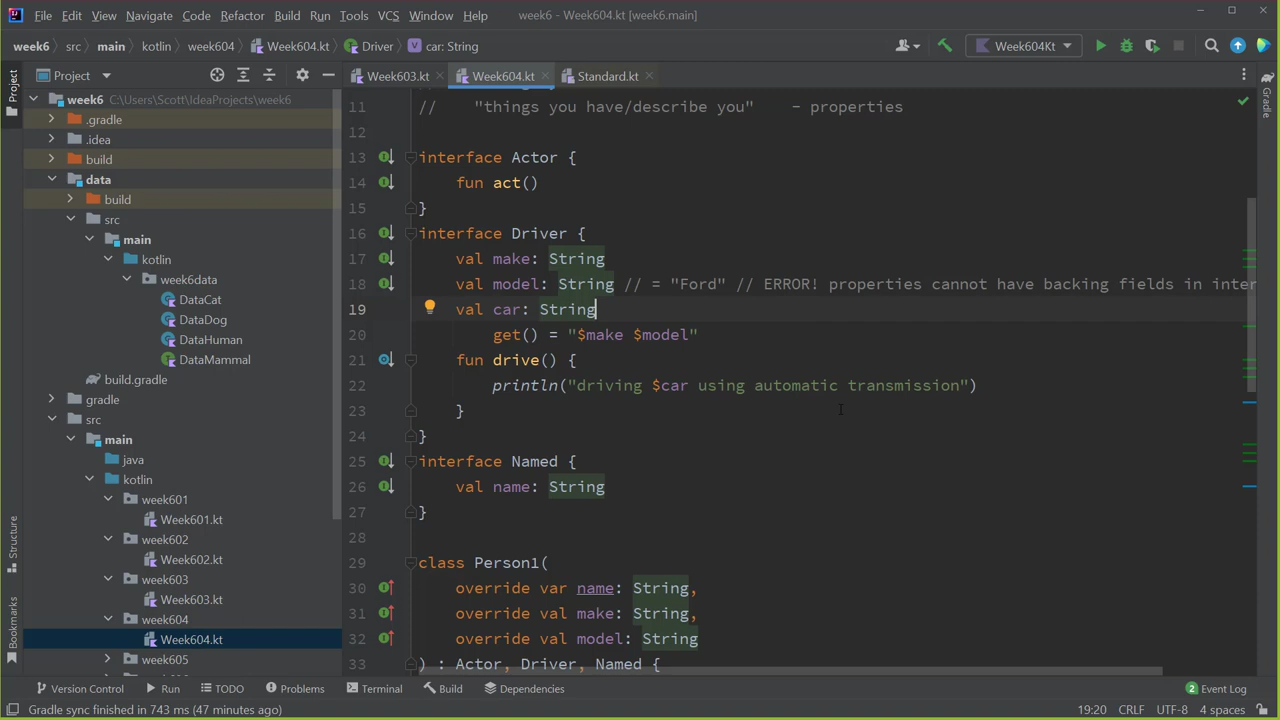 File Edit View Navigate Code Refactor Build Run Tools VCS Window Help week6 - Week604.kt [week6.main]
week6 src main kotlin week604 Week604.kt Driver car: String Week604Kt
Project Week603.kt Week604.kt Standard.kt
Project
Gradle
Structure
Bookmarks
week6 C:\Users\Scott\IdeaProjects\week6
.gradle
.idea
build
data
build
src
main
kotlin
week6data
DataCat
DataDog
DataHuman
DataMammal
build.gradle
gradle
src
main
java
kotlin
week601
Week601.kt
week602
Week602.kt
week603
Week603.kt
week604
Week604.kt
week605
11 // "things you have/describe you" - properties
12
13 interface Actor {
14 fun act()
15 }
16 interface Driver {
17 val make: String
18 val model: String // = "Ford" // ERROR! properties cannot have backing fields in inter
19 val car: String
20 get() = "$make $model"
21 fun drive() {
22 println("driving $car using automatic transmission")
23 }
24 }
25 interface Named {
26 val name: String
27 }
28
29 class Person1(
30 override var name: String,
31 override val make: String,
32 override val model: String
33 ) : Actor, Driver, Named {
Version Control Run TODO Problems Terminal Build Dependencies 2 Event Log
Gradle sync finished in 743 ms (47 minutes ago) 19:20 CRLF UTF-8 4 spaces